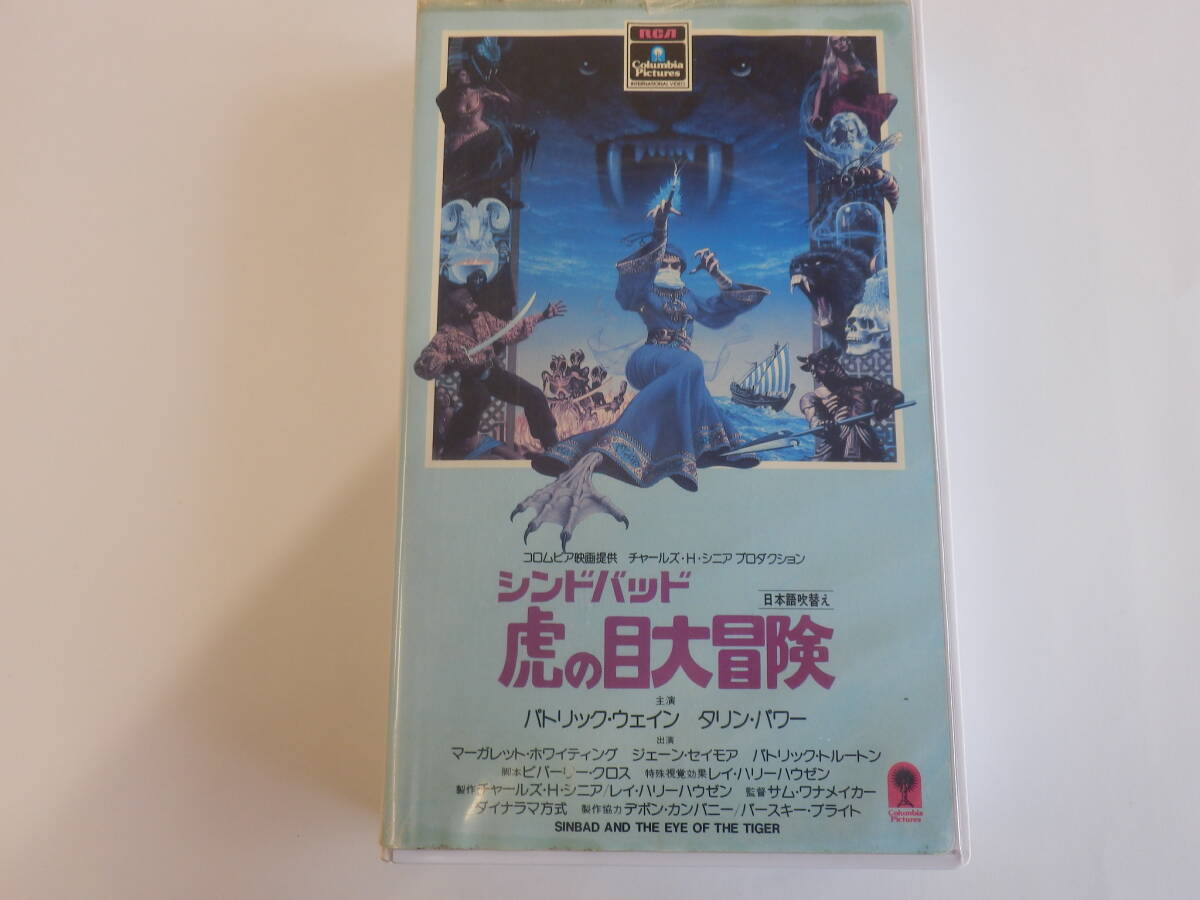 RCA
Columbia
Pictures
INTERNATIONAL VIDEO
コロムビア映画提供 チャールズ・H・シニア プロダクション
シンドバッド
日本語吹替え
虎の目大冒険
主演
パトリック・ウェイン タリン・パワー
出演
マーガレット・ホワイティング ジェーン・セイモア パトリック・トルートン
脚本 ビバーリー・クロス 特殊視覚効果 レイ・ハリーハウゼン
製作 チャールズ・H・シニア/レイ・ハリーハウゼン 監督 サム・ワナメイカー
ダイナラマ方式 製作協力 デボン・カンパニー/パースキー・ブライト
SINBAD AND THE EYE OF THE TIGER
Columbia
Pictures